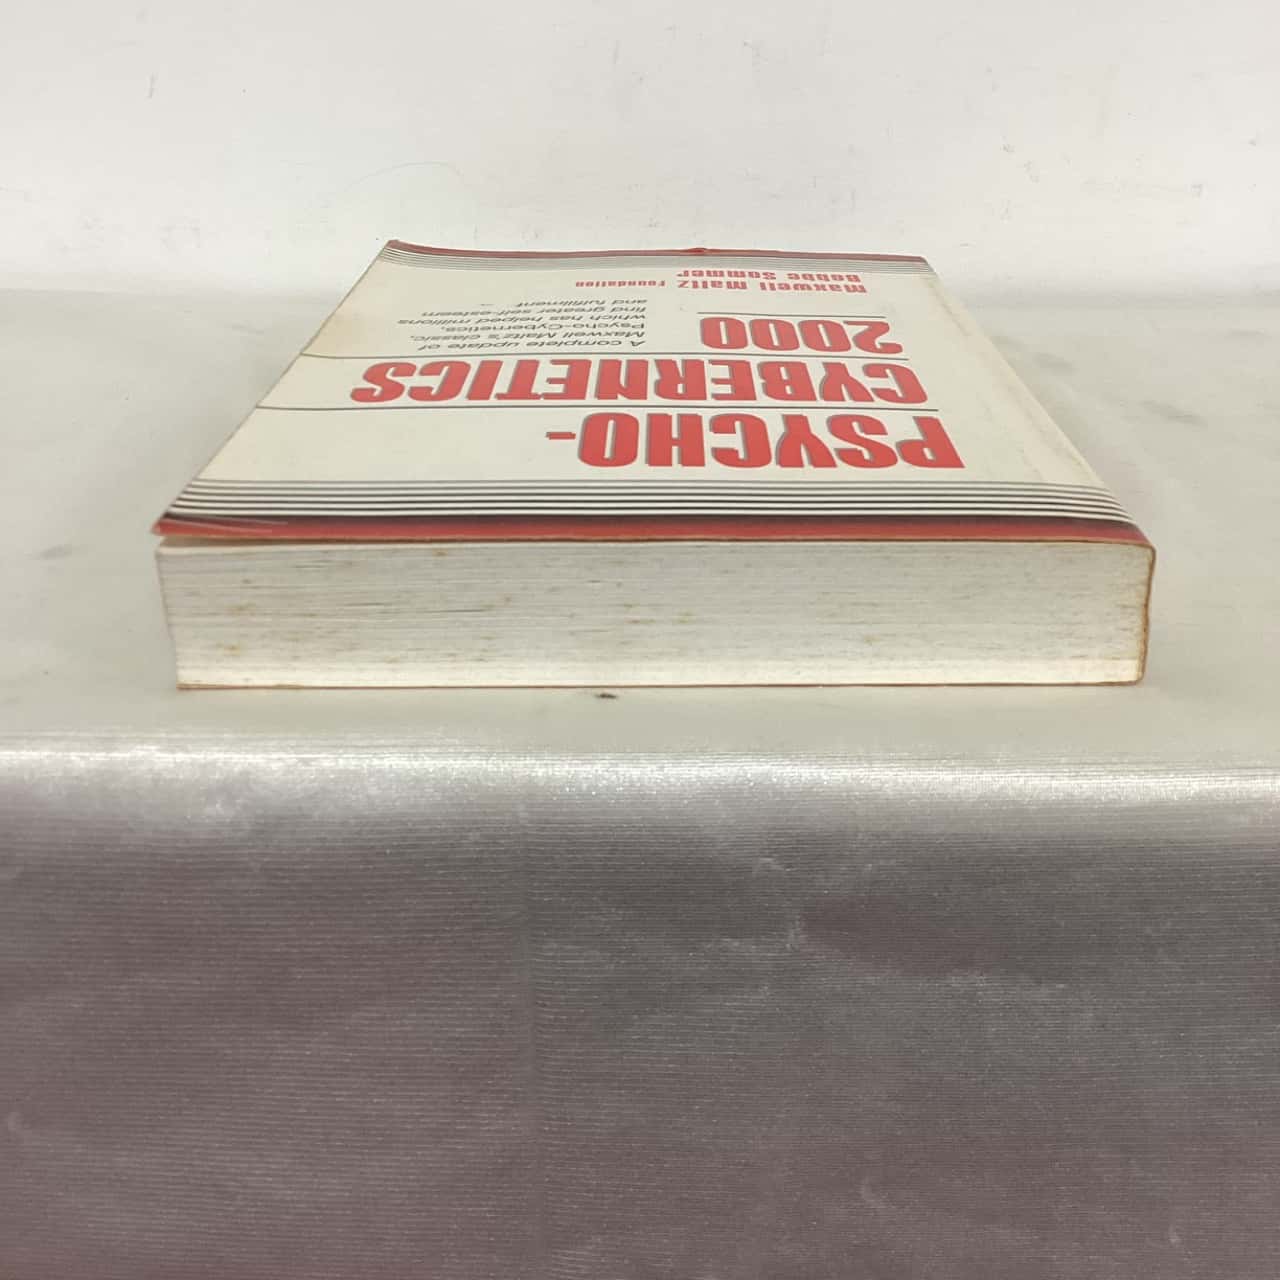 PSYCHO-
CYBERNETICS
2000
A complete update of
Maxwell Maltz's classic,
Psycho-Cybernetics,
which has helped millions
find greater self-esteem
and fulfillment
Maxwell Maltz Foundation
Bobbe Sommer